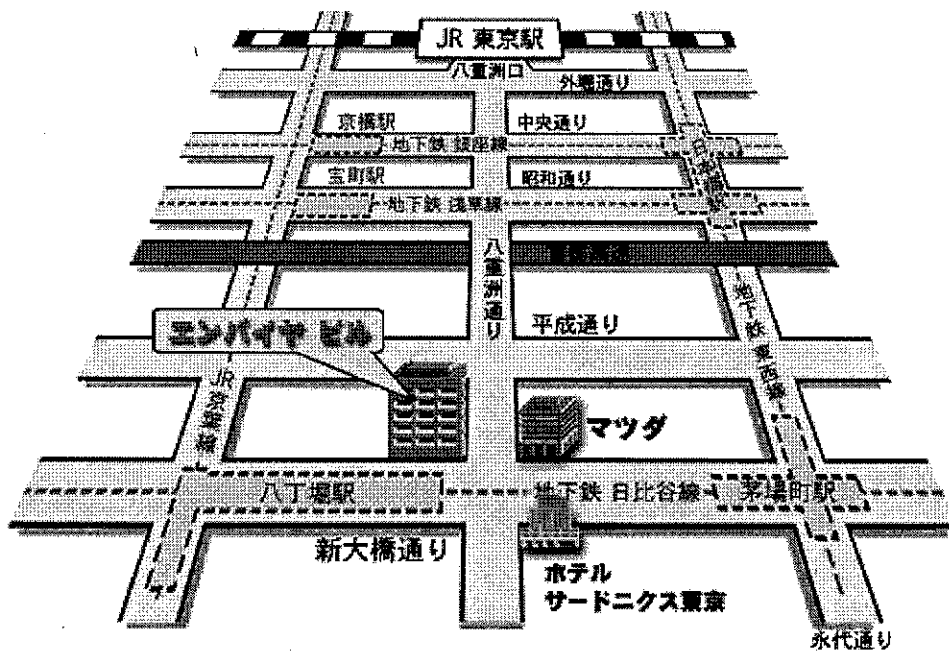 JR 東京駅
八重洲口
外堀通り
京橋駅
中央通り
地下鉄 銀座線
日本橋駅
宝町駅
昭和通り
地下鉄 浅草線
八重洲通り
地下鉄 東西線
平成通り
エンパイヤ ビル
JR
マツダ
八丁堀駅
地下鉄 日比谷線
茅場町駅
新大橋通り
ホテル
サードニクス東京
永代通り